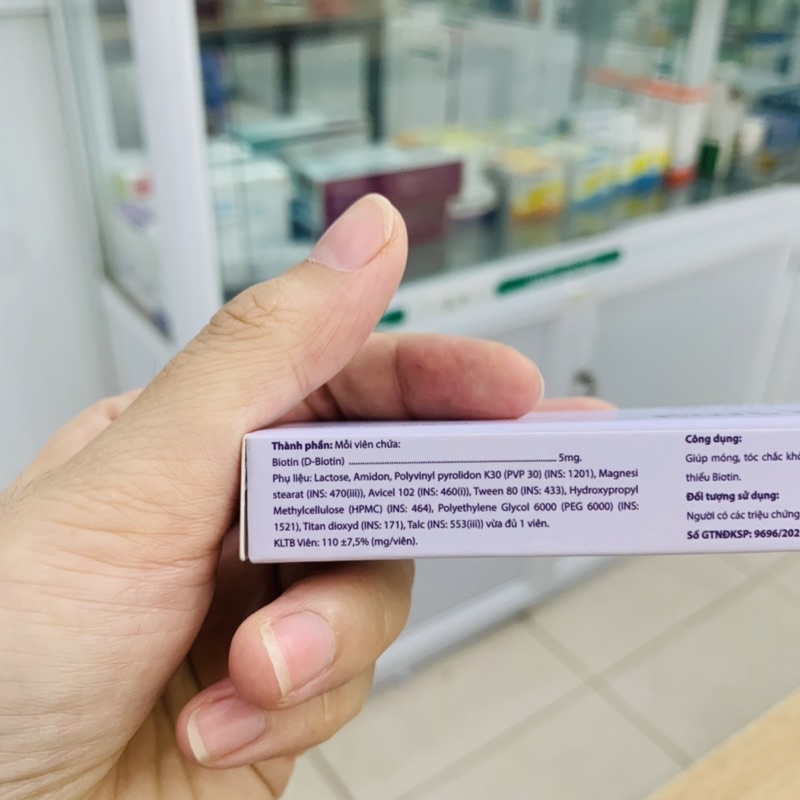 Thành phần: Mỗi viên chứa:
Biotin (D-Biotin) ........................................................................ 5mg.
Phụ liệu: Lactose, Amidon, Polyvinyl pyrolidon K30 (PVP 30) (INS: 1201), Magnesi
stearat (INS: 470(iii)), Avicel 102 (INS: 460(i)), Tween 80 (INS: 433), Hydroxypropyl
Methylcellulose (HPMC) (INS: 464), Polyethylene Glycol 6000 (PEG 6000) (INS:
1521), Titan dioxyd (INS: 171), Talc (INS: 553(iii)) vừa đủ 1 viên.
KLTB Viên: 110 ±7,5% (mg/viên).
Công dụng:
Giúp móng, tóc chắc
thiếu Biotin.
Đối tượng sử dụng:
Người có các triệu chứng
Số GTNĐKSP: 9696/202